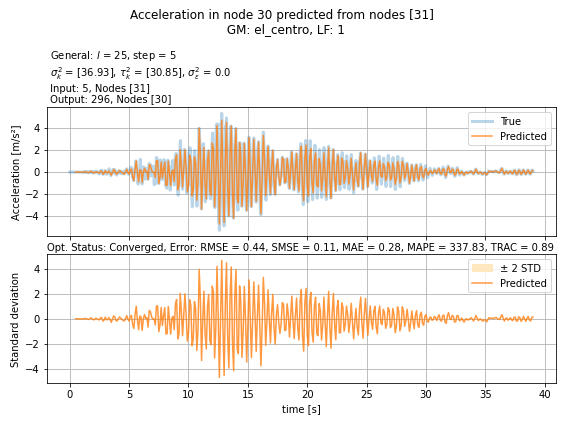 Acceleration in node 30 predicted from nodes [31]
GM: el_centro, LF: 1
General: l = 25, step = 5
σ²ₖ = [36.93], τ²ₖ = [30.85], σ²ₑ = 0.0
Input: 5, Nodes [31]
Output: 296, Nodes [30]
Acceleration [m/s²]
4
2
0
−2
−4
True
Predicted
Opt. Status: Converged, Error: RMSE = 0.44, SMSE = 0.11, MAE = 0.28, MAPE = 337.83, TRAC = 0.89
Standard deviation
4
2
0
−2
−4
± 2 STD
Predicted
0 5 10 15 20 25 30 35 40
time [s]